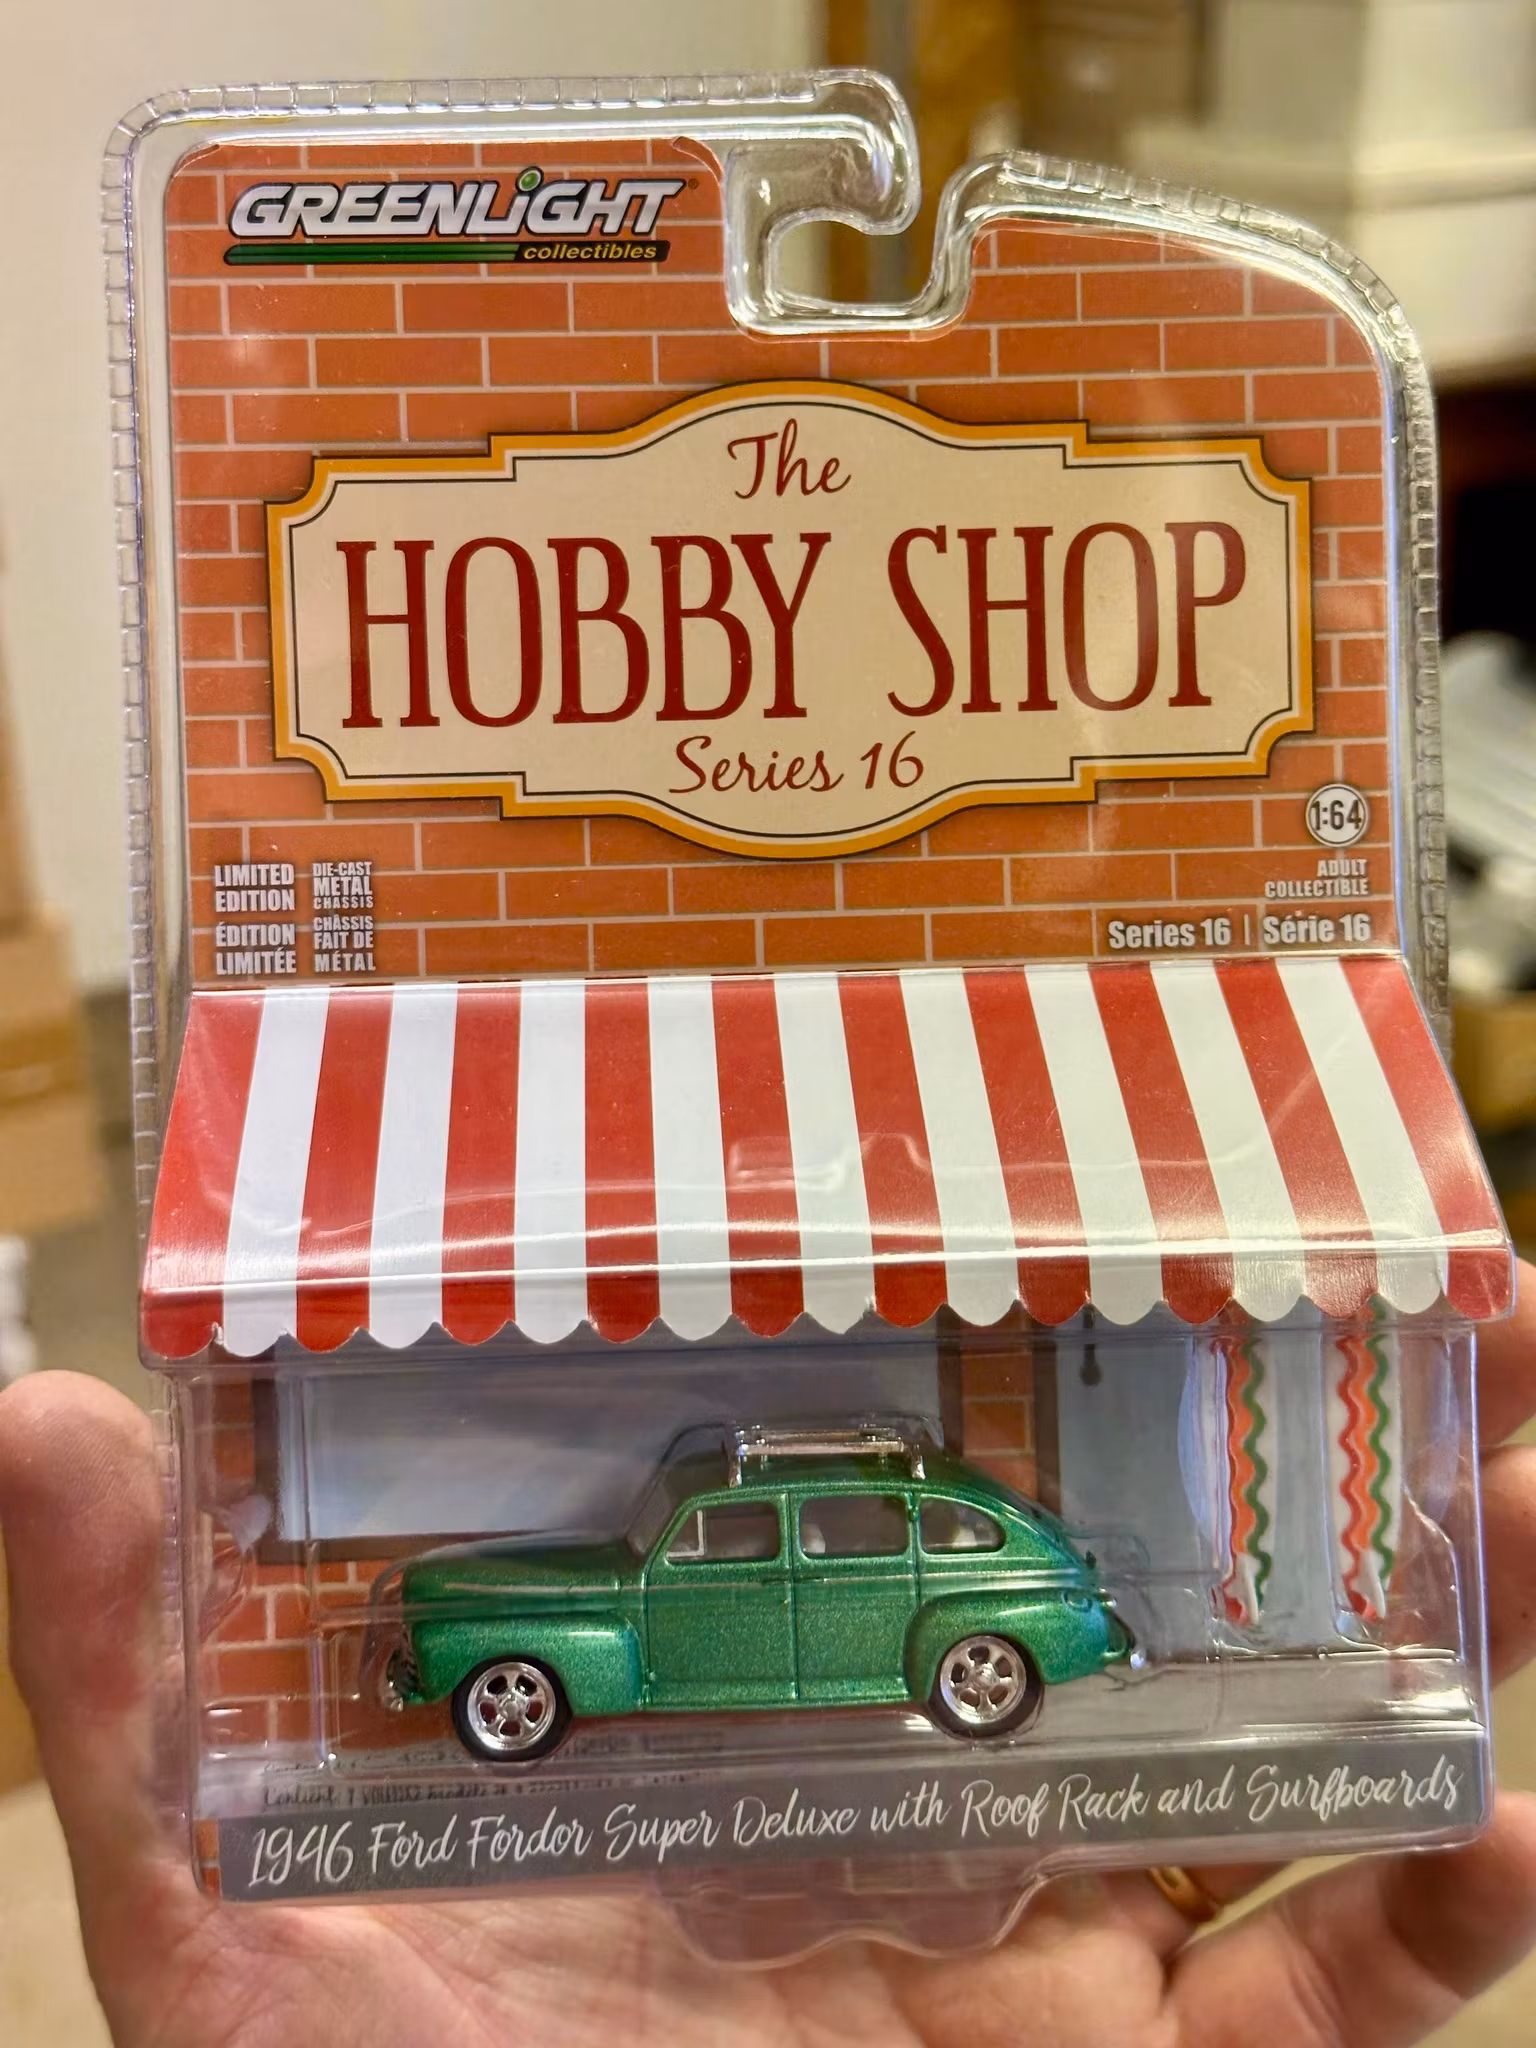 GREENLiGHT®
collectibles
The
HOBBY SHOP
Series 16
1:64
ADULT
COLLECTIBLE
LIMITED
EDITION
ÉDITION
LIMITÉE
DIE-CAST
METAL
CHASSIS
CHÂSSIS
FAIT DE
MÉTAL
Series 16 | Série 16
1946 Ford Fordor Super Deluxe with Roof Rack and Surfboards